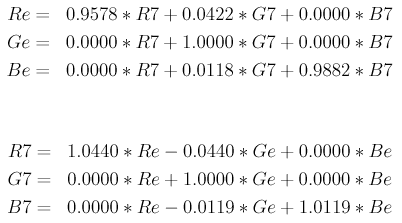 Re = 0.9578 * R7 + 0.0422 * G7 + 0.0000 * B7
Ge = 0.0000 * R7 + 1.0000 * G7 + 0.0000 * B7
Be = 0.0000 * R7 + 0.0118 * G7 + 0.9882 * B7
R7 = 1.0440 * Re − 0.0440 * Ge + 0.0000 * Be
G7 = 0.0000 * Re + 1.0000 * Ge + 0.0000 * Be
B7 = 0.0000 * Re − 0.0119 * Ge + 1.0119 * Be